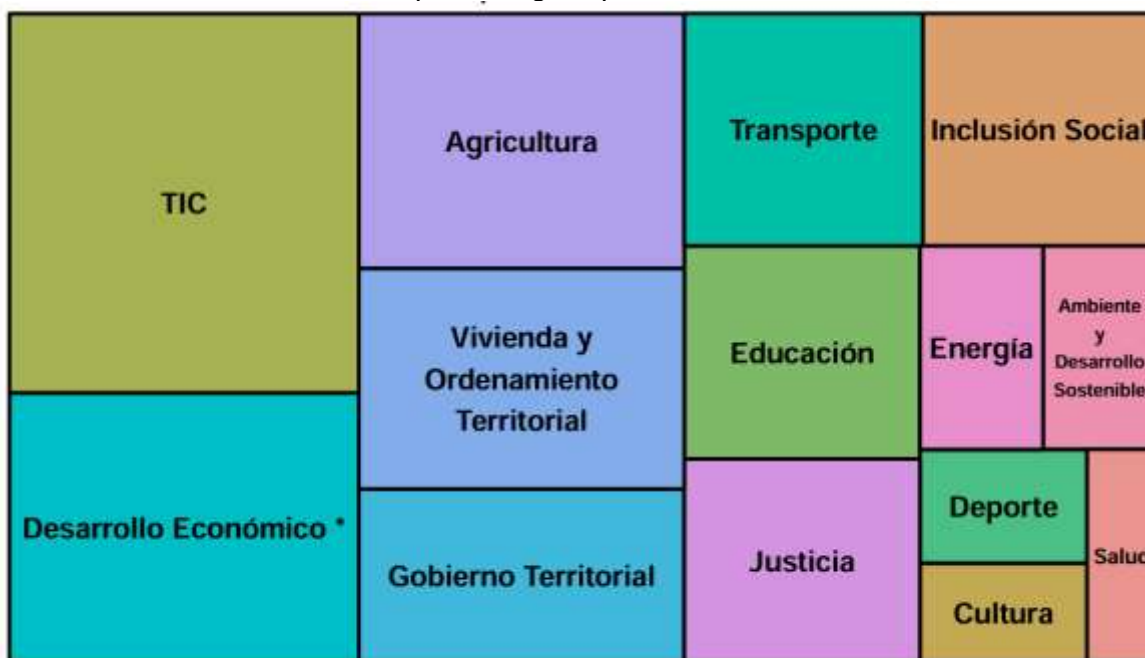 TIC
Agricultura
Transporte
Inclusión Social
Vivienda y
Ordenamiento
Territorial
Educación
Energía
Ambiente
y
Desarrollo
Sostenible
Desarrollo Económico *
Gobierno Territorial
Justicia
Deporte
Cultura
Saluc